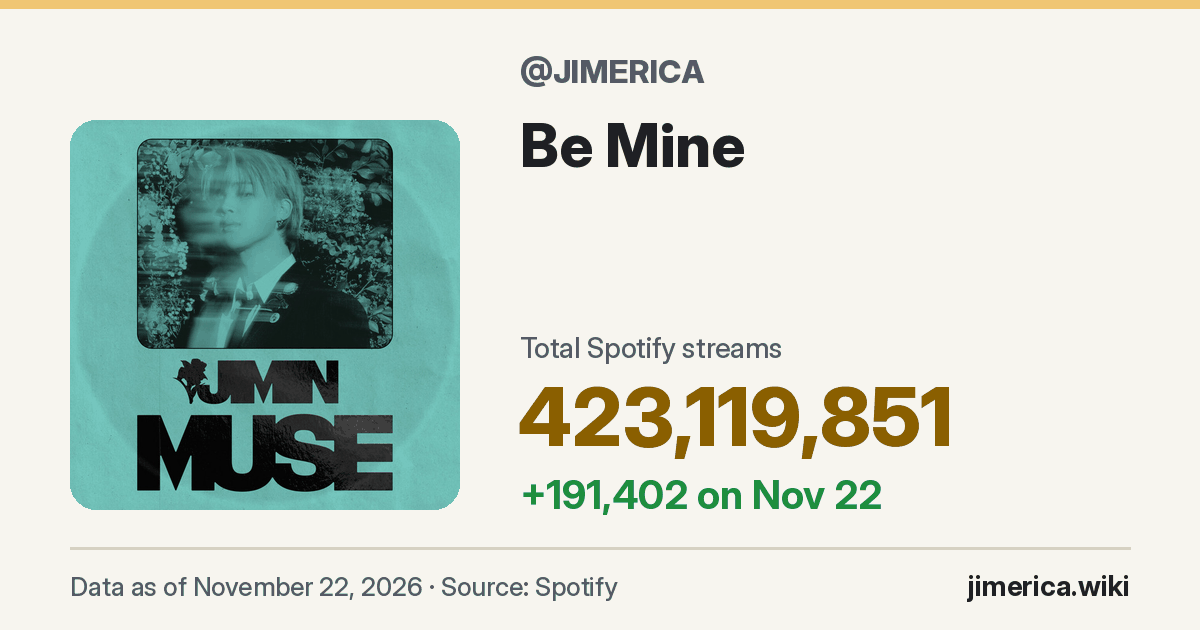 @JIMERICA
Be Mine
JIMIN
MUSE
Total Spotify streams
423,119,851
+191,402 on Nov 22
Data as of November 22, 2026 · Source: Spotify
jimerica.wiki